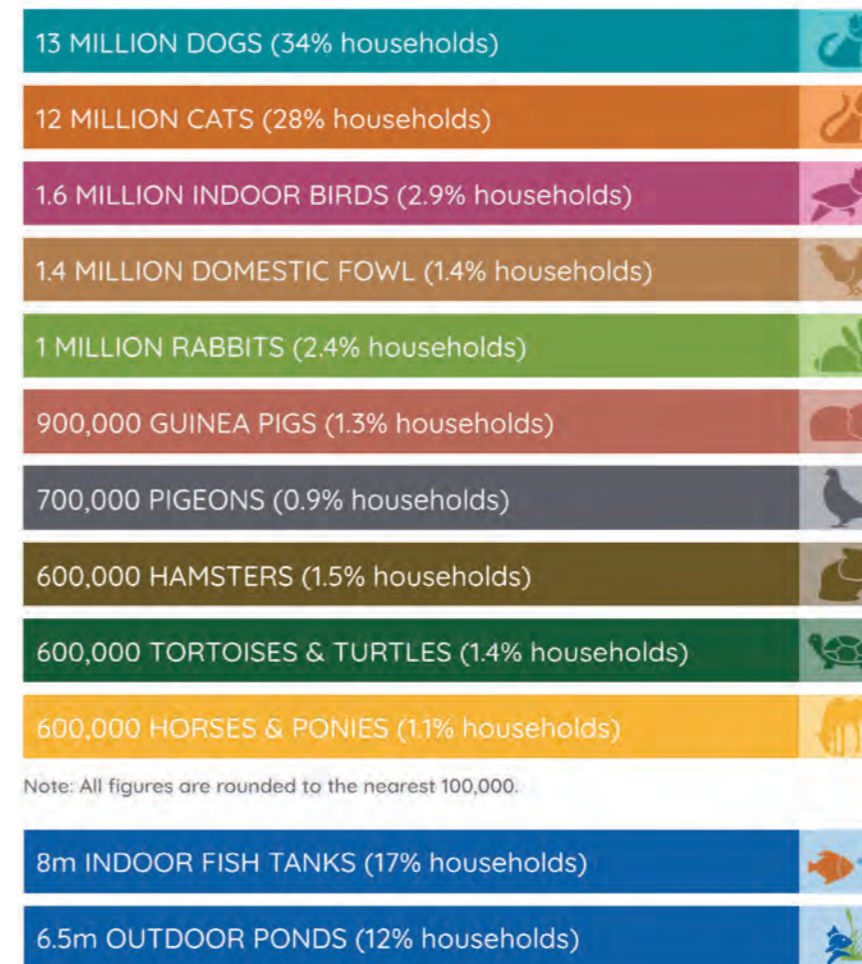 13 MILLION DOGS (34% households)
12 MILLION CATS (28% households)
1.6 MILLION INDOOR BIRDS (2.9% households)
1.4 MILLION DOMESTIC FOWL (1.4% households)
1 MILLION RABBITS (2.4% households)
900,000 GUINEA PIGS (1.3% households)
700,000 PIGEONS (0.9% households)
600,000 HAMSTERS (1.5% households)
600,000 TORTOISES & TURTLES (1.4% households)
600,000 HORSES & PONIES (1.1% households)
Note: All figures are rounded to the nearest 100,000.
8m INDOOR FISH TANKS (17% households)
6.5m OUTDOOR PONDS (12% households)